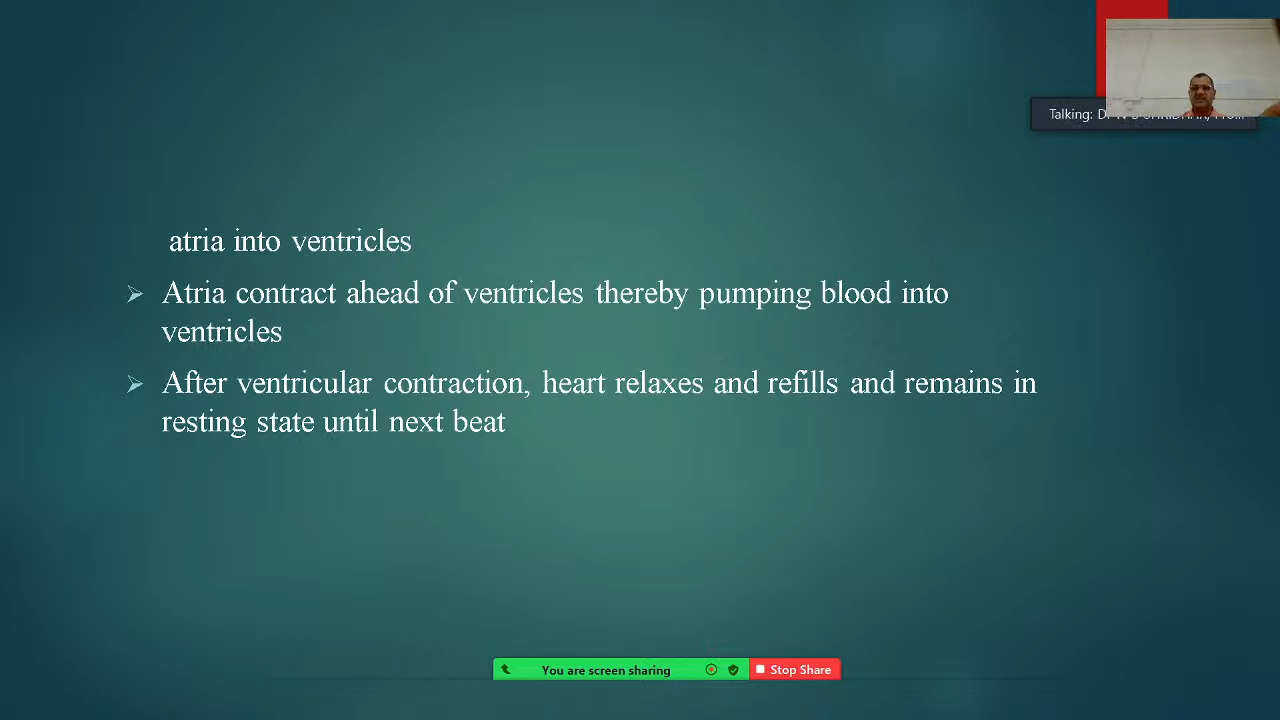 Talking:
atria into ventricles
Atria contract ahead of ventricles thereby pumping blood into
ventricles
After ventricular contraction, heart relaxes and refills and remains in
resting state until next beat
You are screen sharing
Stop Share